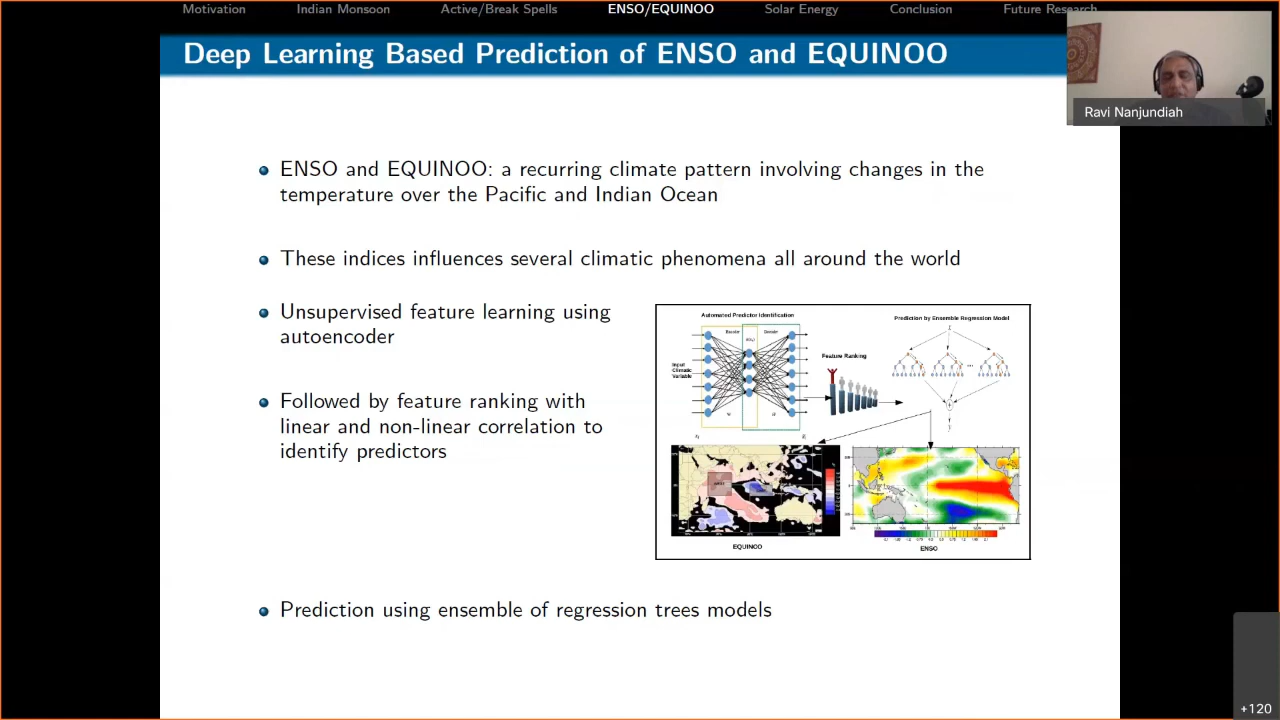 Motivation
Indian Monsoon
Active/Break Spells
ENSO/EQUINOO
Solar Energy
Conclusion
Future Research
Deep Learning Based Prediction of ENSO and EQUINOO
Ravi Nanjundiah
ENSO and EQUINOO: a recurring climate pattern involving changes in the
temperature over the Pacific and Indian Ocean
These indices influences several climatic phenomena all around the world
Unsupervised feature learning using
autoencoder
Followed by feature ranking with
linear and non-linear correlation to
identify predictors
Automated Predictor Identification
Prediction by Ensemble Regression Model
Input
Climatic
Variable
Feature Ranking
EQUINOO
ENSO
Prediction using ensemble of regression trees models
+120